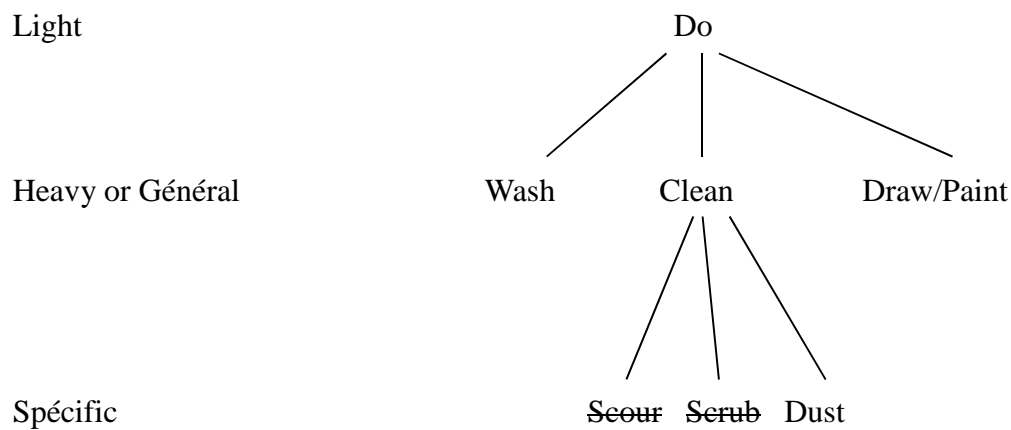 Light Do
Heavy or Général Wash Clean Draw/Paint
Spécific Scour Scrub Dust